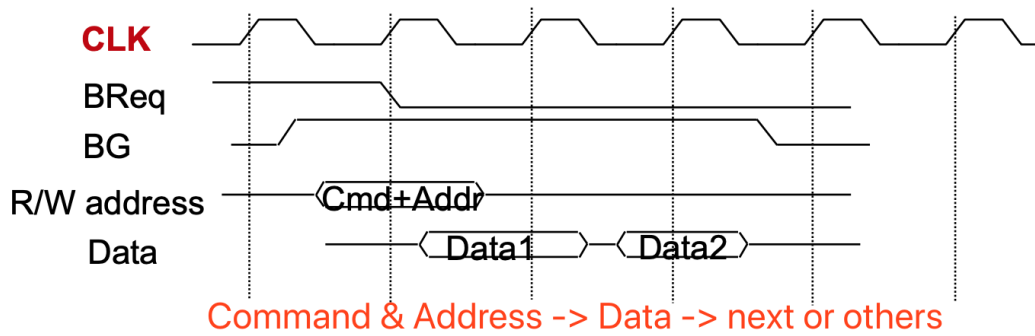 CLK
BReq
BG
R/W address
Cmd+Addr
Data
Data1
Data2
Command & Address -> Data -> next or others